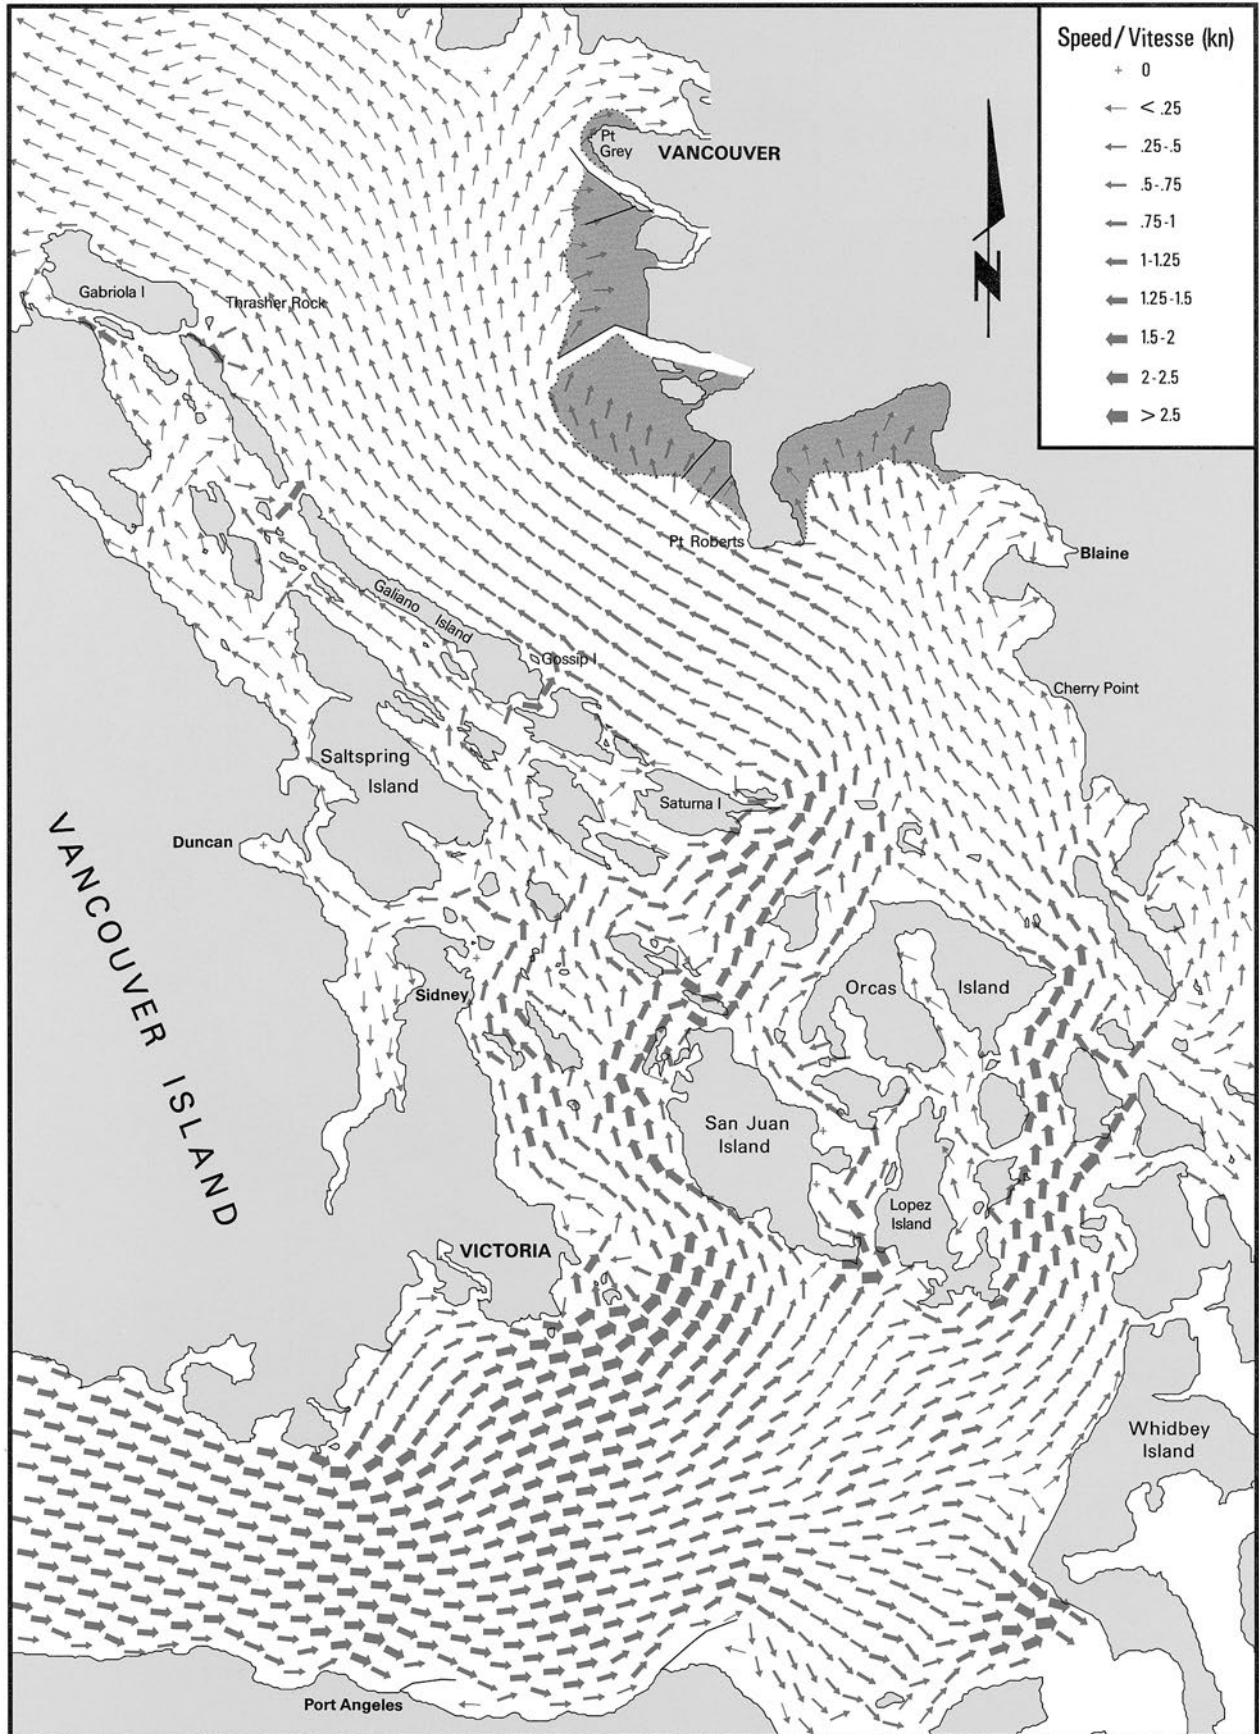 Speed/Vitesse (kn)
0
< .25
.25-.5
.5-.75
.75-1
1-1.25
1.25-1.5
1.5-2
2-2.5
> 2.5
Pt
Grey
VANCOUVER
N
Gabriola I
Thrasher Rock
Pt Roberts
Blaine
Galiano
Island
Gossip I
Cherry Point
Saltspring
Island
Saturna I
Duncan
VANCOUVER ISLAND
Orcas
Island
Sidney
San Juan
Island
Lopez
Island
VICTORIA
Whidbey
Island
Port Angeles